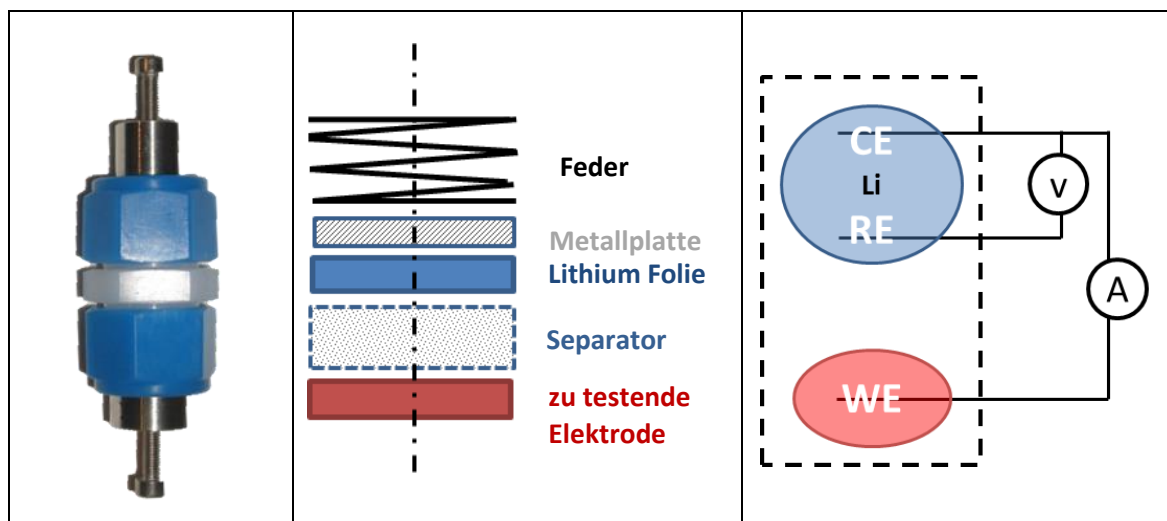 Feder
Metallplatte
Lithium Folie
Separator
zu testende
Elektrode
CE
Li
RE
v
A
WE